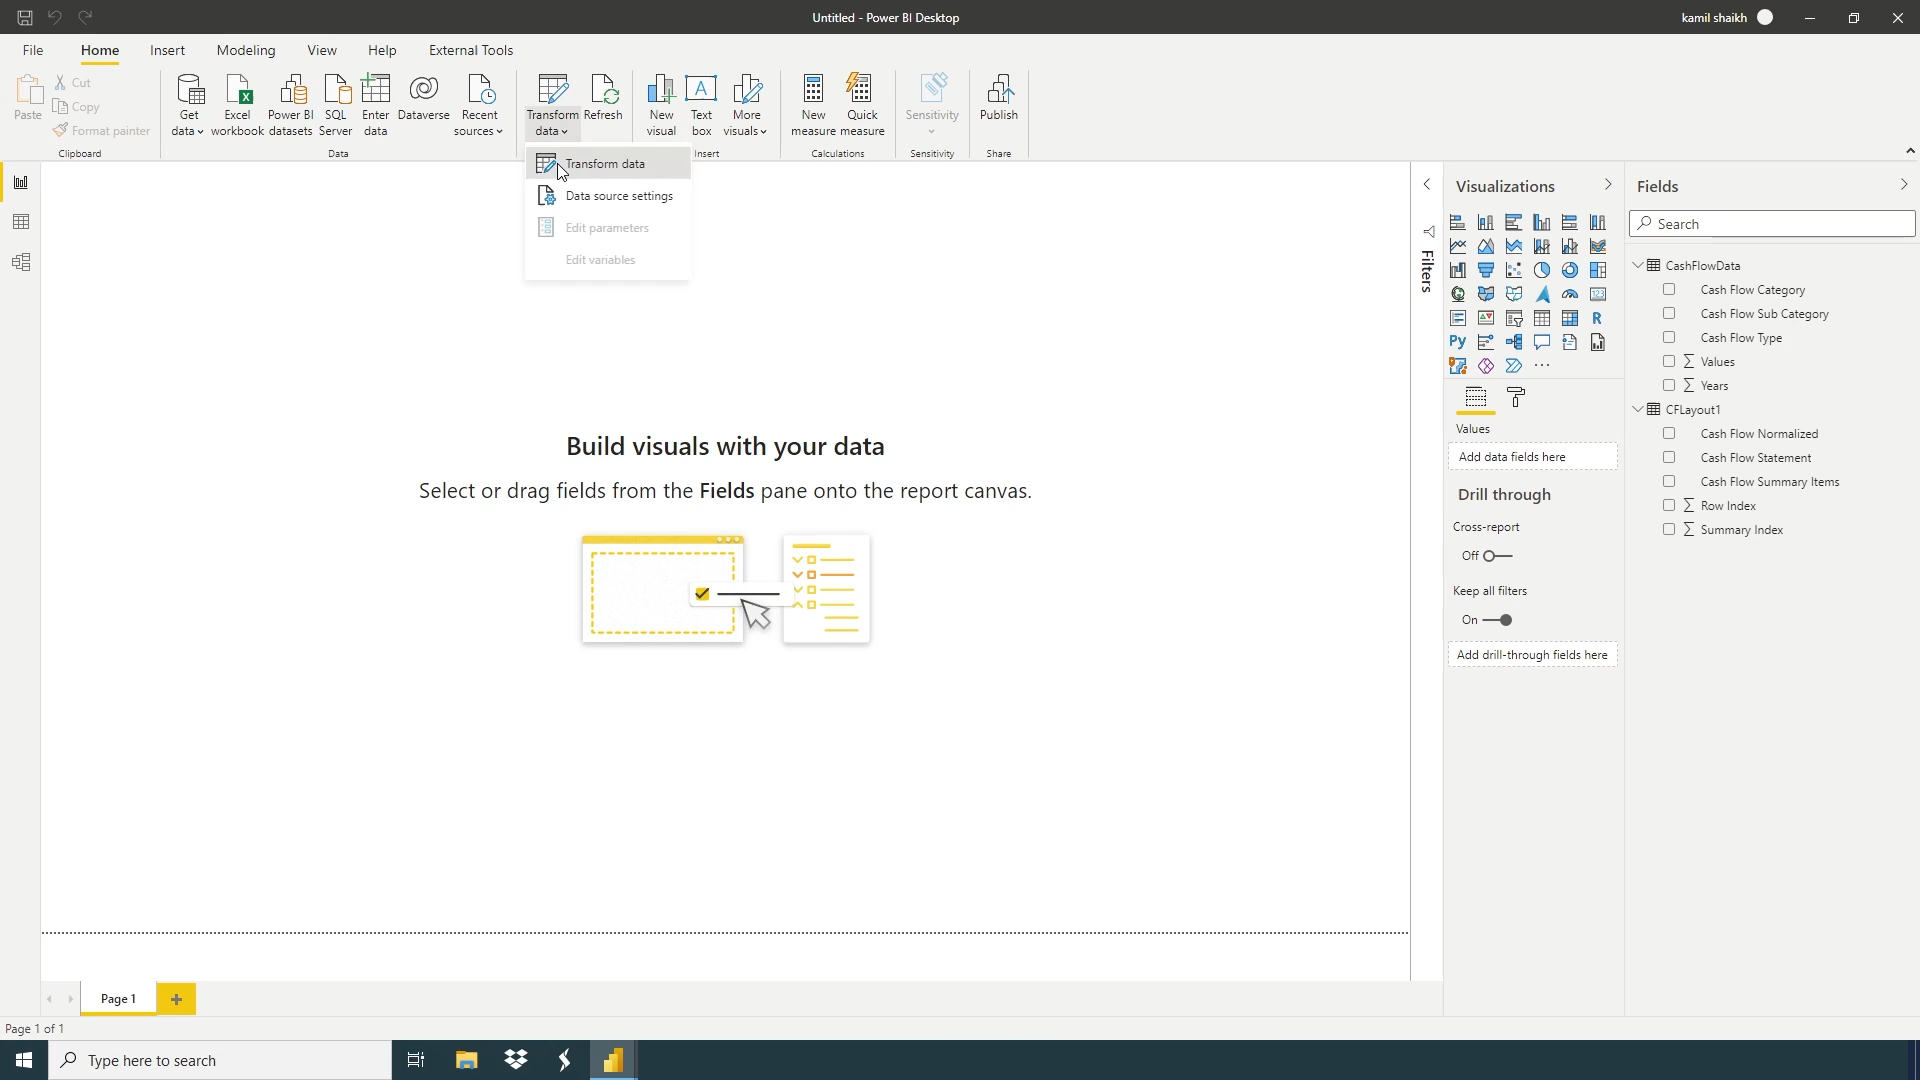 Untitled - Power BI Desktop
kamil shaikh
File Home Insert Modeling View Help External Tools
Paste
Cut
Copy
Format painter
Clipboard
Get data
Excel workbook
Power BI datasets
SQL Server
Enter data
Dataverse
Recent sources
Data
Transform data
Refresh
New visual
Text box
More visuals
Insert
New measure
Quick measure
Calculations
Sensitivity
Sensitivity
Publish
Share
Transform data
Data source settings
Edit parameters
Edit variables
Build visuals with your data
Select or drag fields from the Fields pane onto the report canvas.
Filters
Visualizations
123
R
Py
Values
Add data fields here
Drill through
Cross-report
Off
Keep all filters
On
Add drill-through fields here
Fields
Search
CashFlowData
Cash Flow Category
Cash Flow Sub Category
Cash Flow Type
∑ Values
∑ Years
CFLayout1
Cash Flow Normalized
Cash Flow Statement
Cash Flow Summary Items
∑ Row Index
∑ Summary Index
Page 1
Page 1 of 1
Type here to search